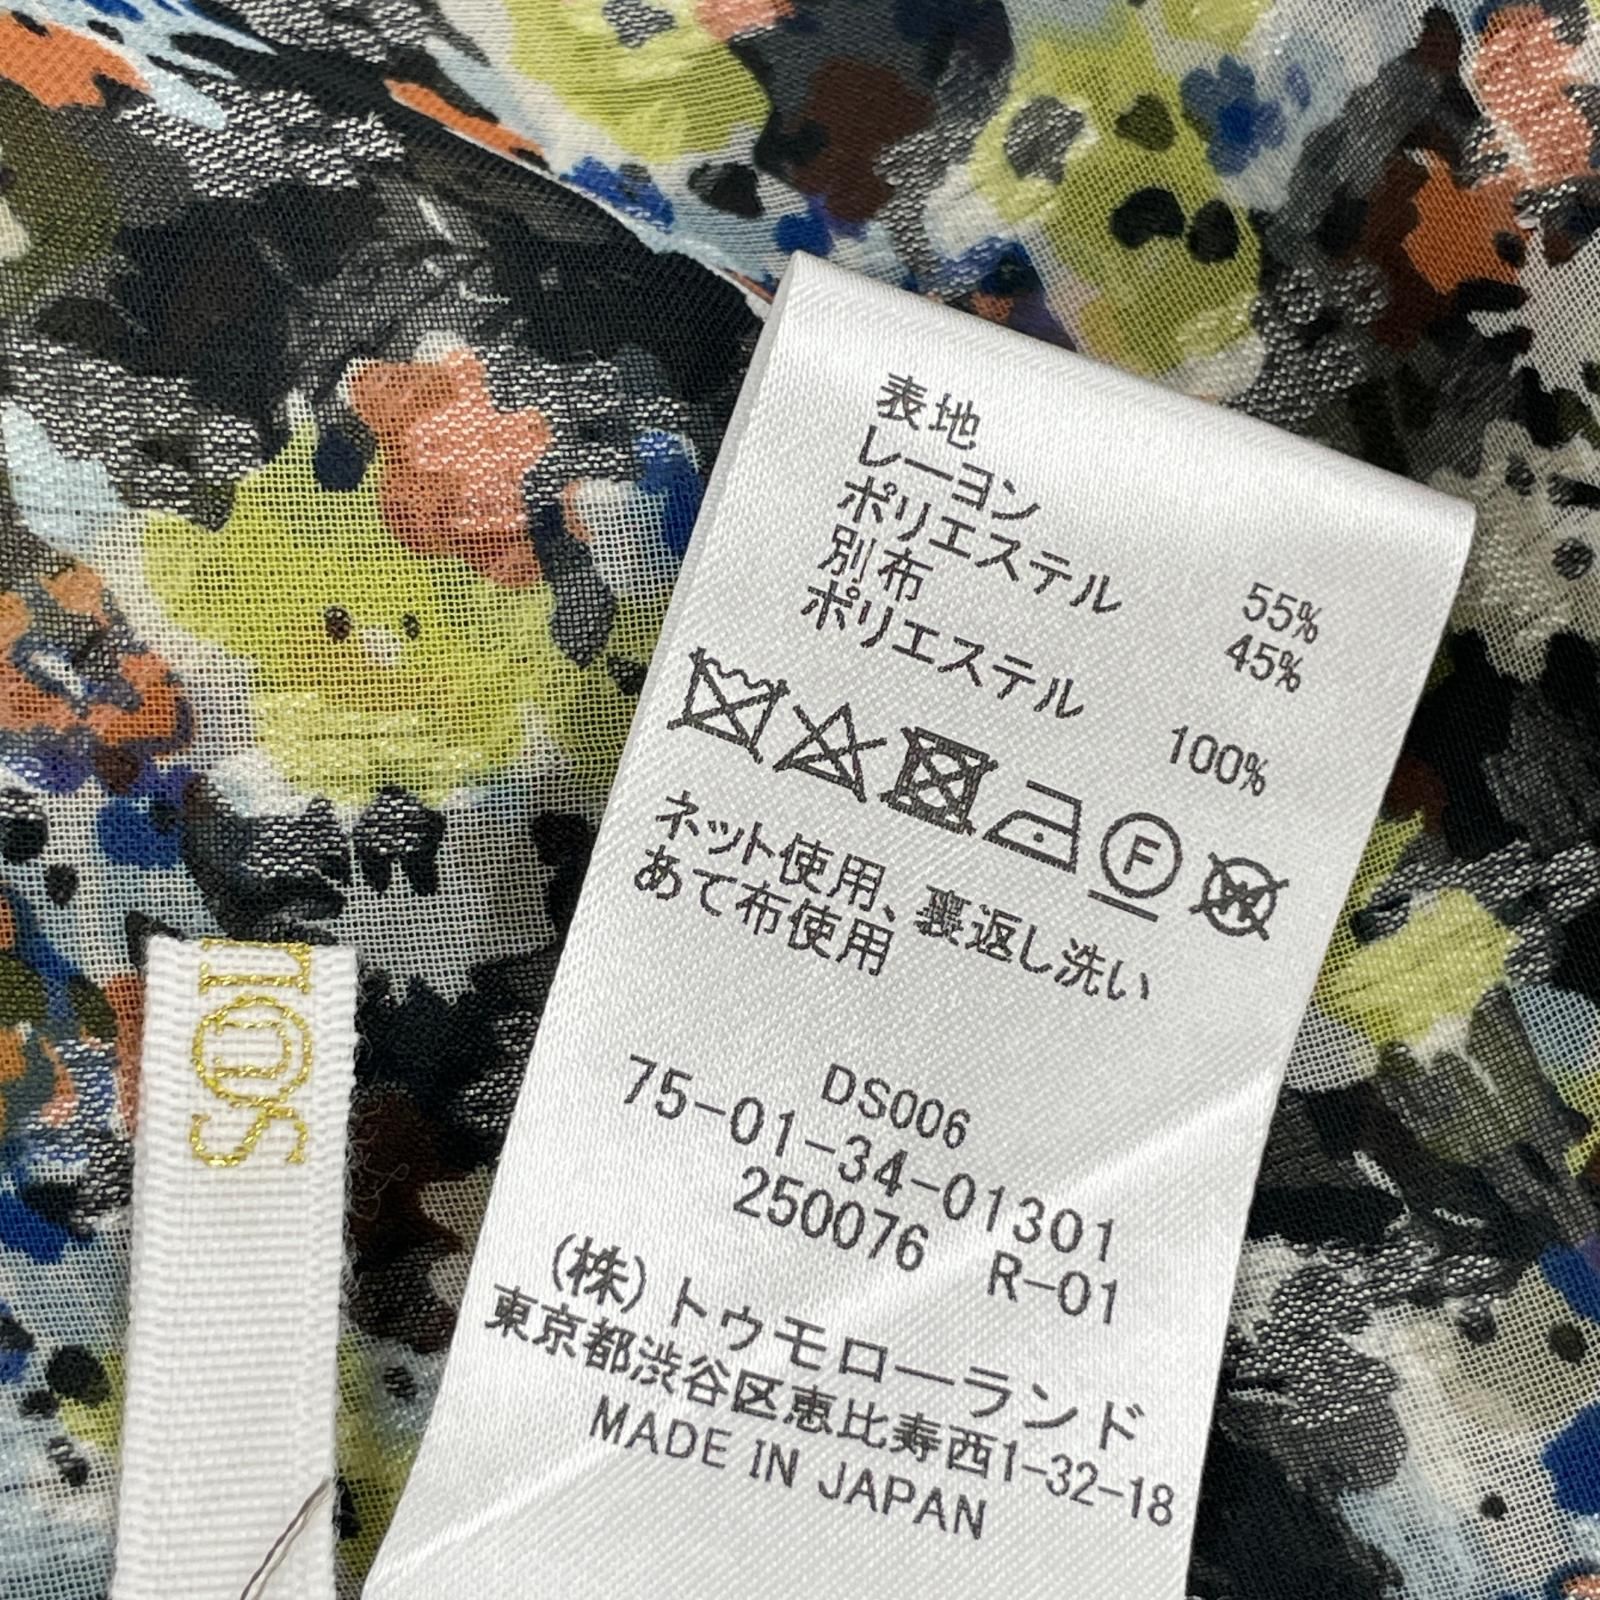 表地
レーヨン 55%
ポリエステル 45%
別布
ポリエステル 100%
F
W
ネット使用、裏返し洗い
あて布使用
DS006
75-01-34-01301
250076 R-01
(株)トゥモローランド
東京都渋谷区恵比寿西1-32-18
MADE IN JAPAN